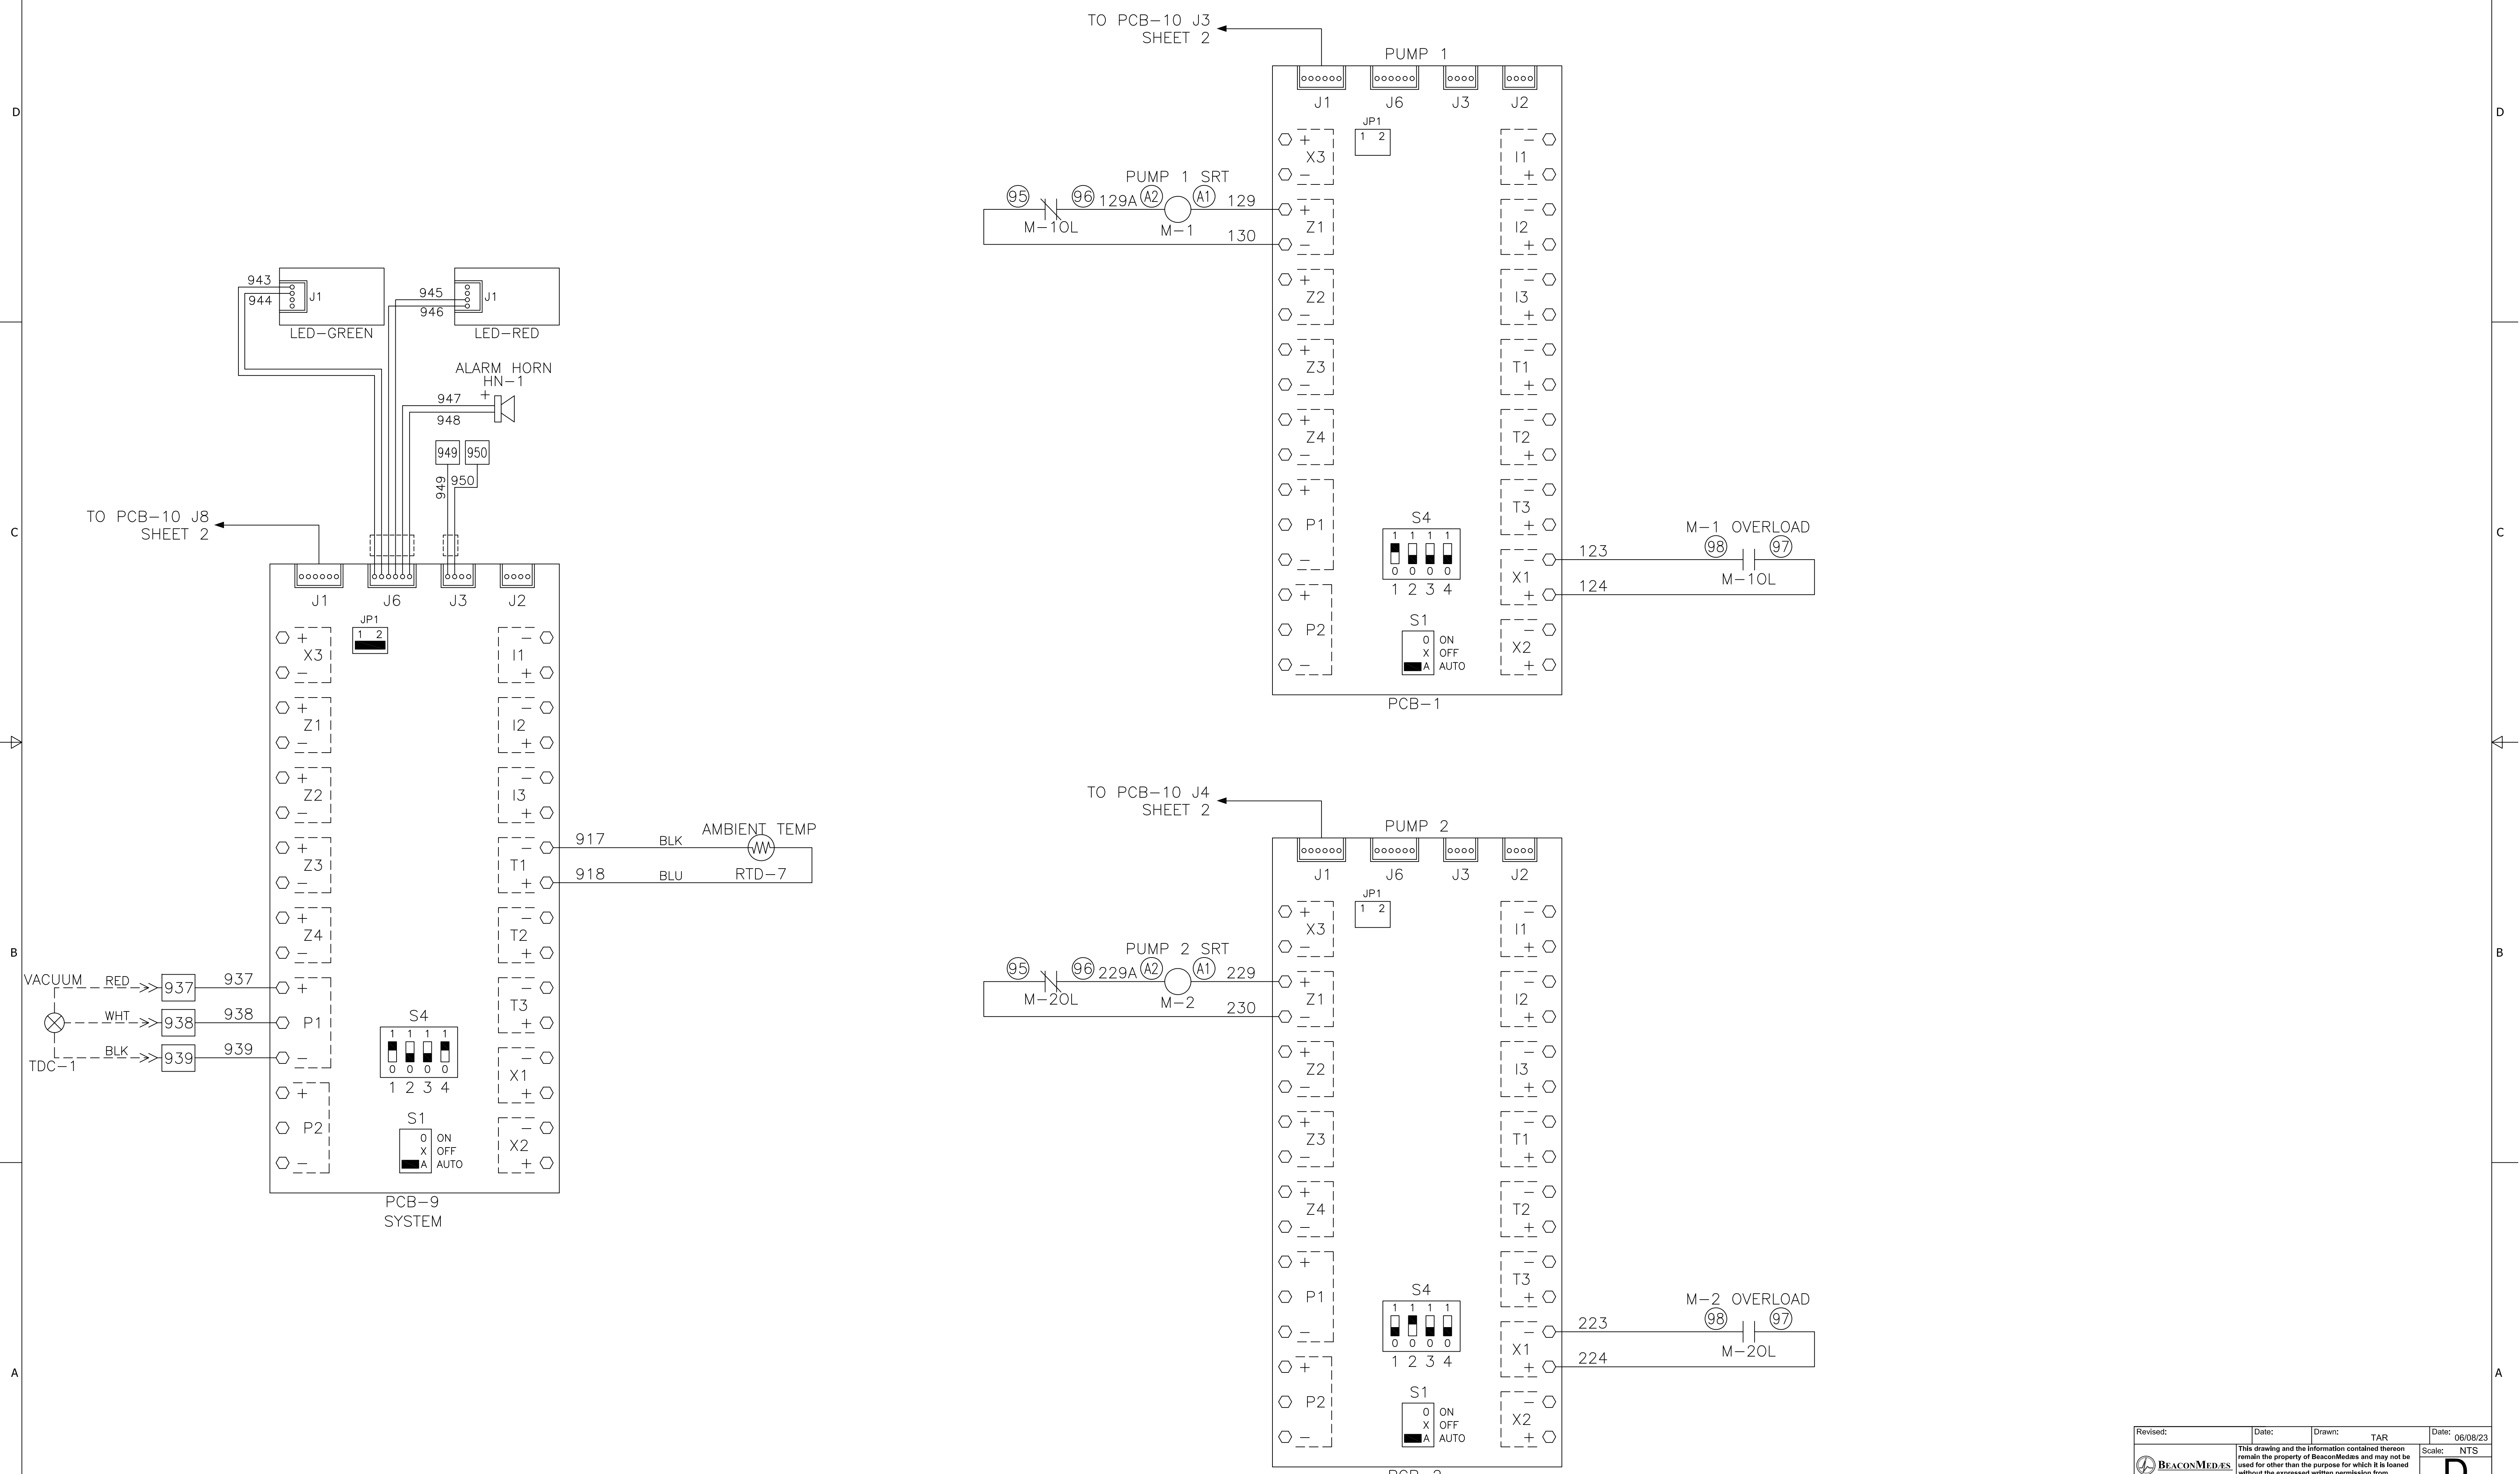 TO PCB-10 J3
SHEET 2
PUMP 1
J1 J6 J3 J2
JP1
1 2
X3 + -
Z1 + -
Z2 + -
Z3 + -
Z4 + -
P1 + -
P2 + -
I1 - +
I2 - +
I3 - +
T1 - +
T2 - +
T3 - +
X1 - +
X2 - +
PUMP 1 SRT
95 96 129A A2 A1 129
M-1OL M-1
130
S4
1 1 1 1
0 0 0 0
1 2 3 4
S1
O ON
X OFF
A AUTO
M-1 OVERLOAD
123 98 97
M-1OL
124
PCB-1
943
944
J1
LED-GREEN
945
946
J1
LED-RED
ALARM HORN
HN-1
+
947
948
949 950
949 950
TO PCB-10 J8
SHEET 2
J1 J6 J3 J2
JP1
1 2
X3 + -
Z1 + -
Z2 + -
Z3 + -
Z4 + -
P1 + -
P2 + -
I1 - +
I2 - +
I3 - +
T1 - +
T2 - +
T3 - +
X1 - +
X2 - +
917 BLK AMBIENT TEMP
918 BLU RTD-7
VACUUM RED 937 937
WHT 938 938
BLK 939 939
TDC-1
S4
1 1 1 1
0 0 0 0
1 2 3 4
S1
O ON
X OFF
A AUTO
PCB-9
SYSTEM
TO PCB-10 J4
SHEET 2
PUMP 2
J1 J6 J3 J2
JP1
1 2
X3 + -
Z1 + -
Z2 + -
Z3 + -
Z4 + -
P1 + -
P2 + -
I1 - +
I2 - +
I3 - +
T1 - +
T2 - +
T3 - +
X1 - +
X2 - +
PUMP 2 SRT
95 96 229A A2 A1 229
M-2OL M-2
230
S4
1 1 1 1
0 0 0 0
1 2 3 4
S1
O ON
X OFF
A AUTO
M-2 OVERLOAD
223 98 97
M-2OL
224
D D
C C
B B
A A
Revised: Date: Drawn: TAR Date: 06/08/23
BEACONMEDÆS
This drawing and the information contained thereon
remain the property of BeaconMedæs and may not be
used for other than the purpose for which it is loaned
without the expressed written permission from
Scale: NTS
D